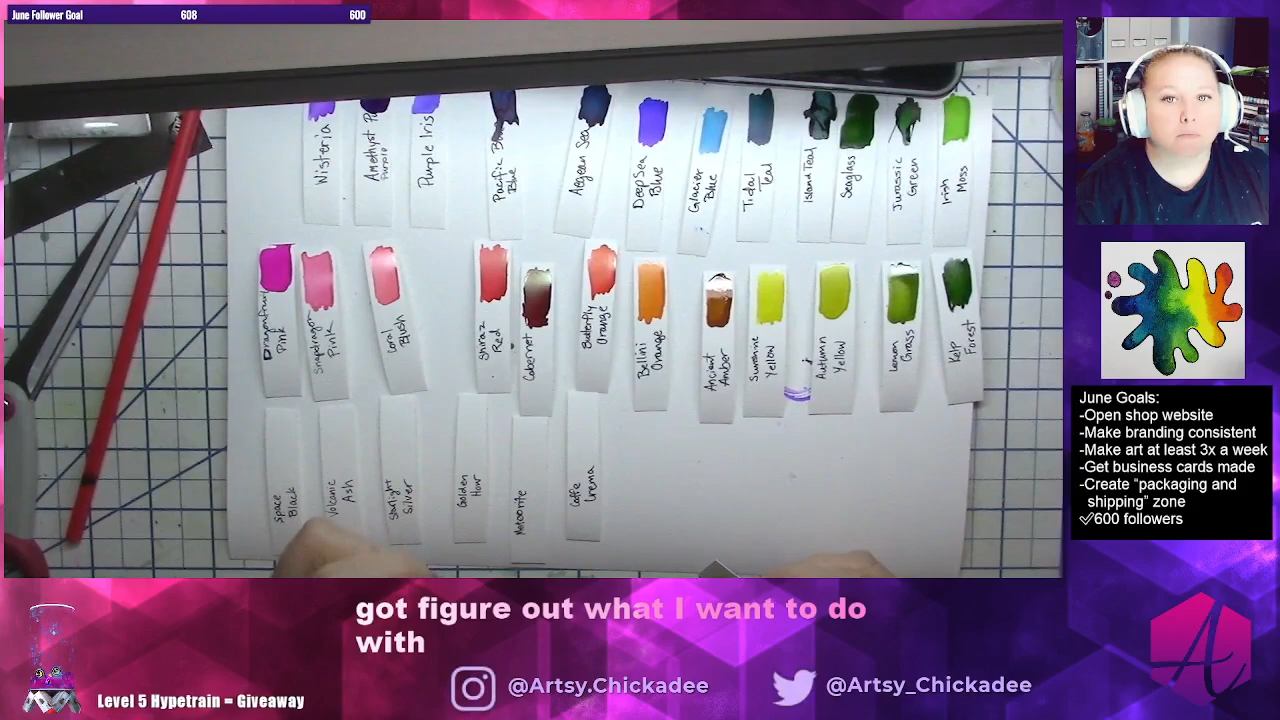 June Follower Goal 608 600
Wisteria
Amethyst
Purple
Purple Iris
Pacific
Blue
Aegean Sea
Deep Sea
Blue
Glacier
Blue
Tidal
Teal
Island Teal
Seaglass
Jurassic
Green
Irish
Moss
Dragonfruit
Pink
Snapdragon
Pink
Coral
Blush
Shiraz
Red
Cabernet
Butterfly
Orange
Bellini
Orange
Ancient
Amber
Summer
Yellow
Autumn
Yellow
Lemon
Grass
Kelp
Forest
Space
Black
Volcanic
Ash
Starlight
Silver
Golden
Hour
Meteorite
Caffe
Crema
June Goals:
-Open shop website
-Make branding consistent
-Make art at least 3x a week
-Get business cards made
-Create "packaging and
shipping" zone
✓600 followers
got figure out what I want to do
with
Level 5 Hypetrain = Giveaway
@Artsy.Chickadee
@Artsy_Chickadee
A